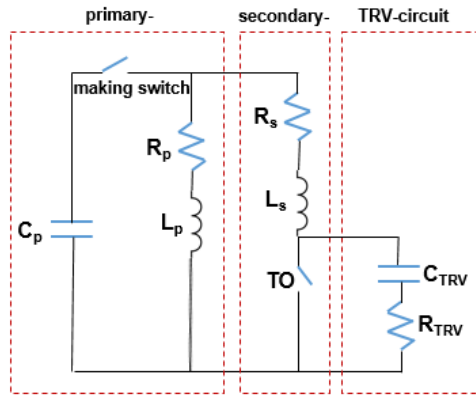 primary- secondary- TRV-circuit
making switch
Rs
Rp
Ls
Lp
Cp
TO
CTRV
RTRV